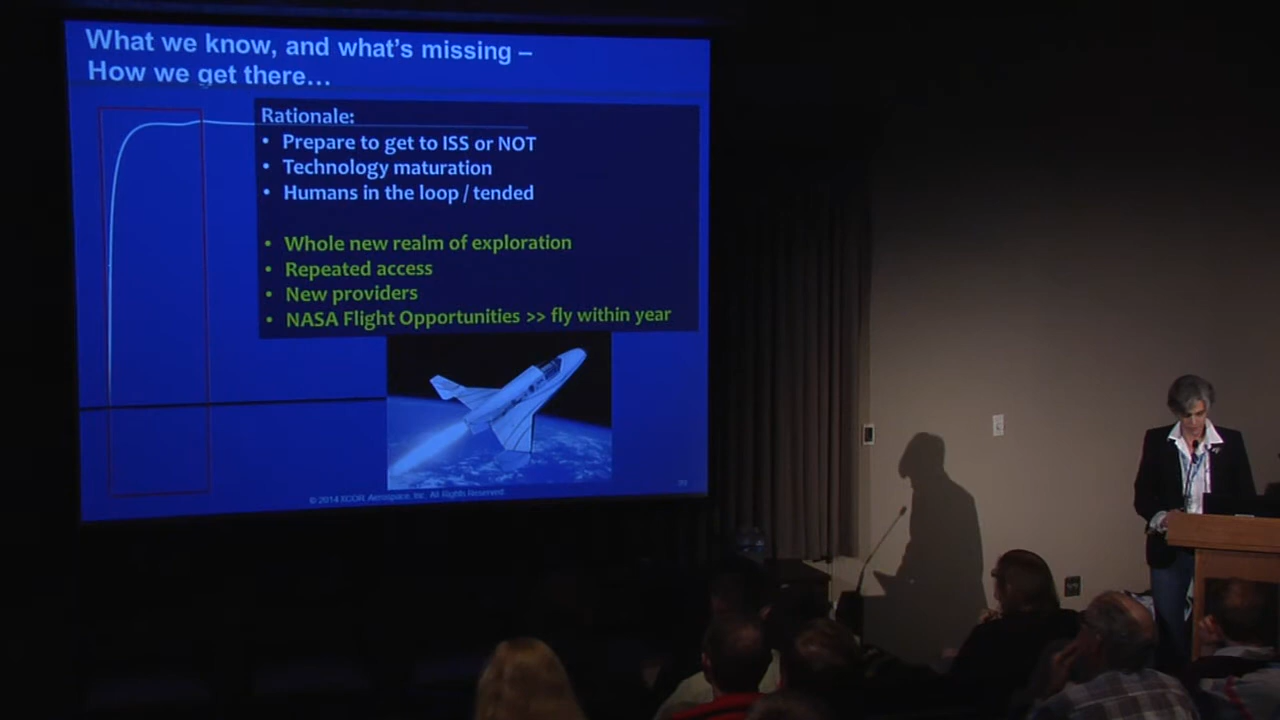 What we know, and what's missing –
How we get there…
Rationale:
• Prepare to get to ISS or NOT
• Technology maturation
• Humans in the loop / tended
• Whole new realm of exploration
• Repeated access
• New providers
• NASA Flight Opportunities >> fly within year
© 2014 XCOR Aerospace, Inc. All Rights Reserved